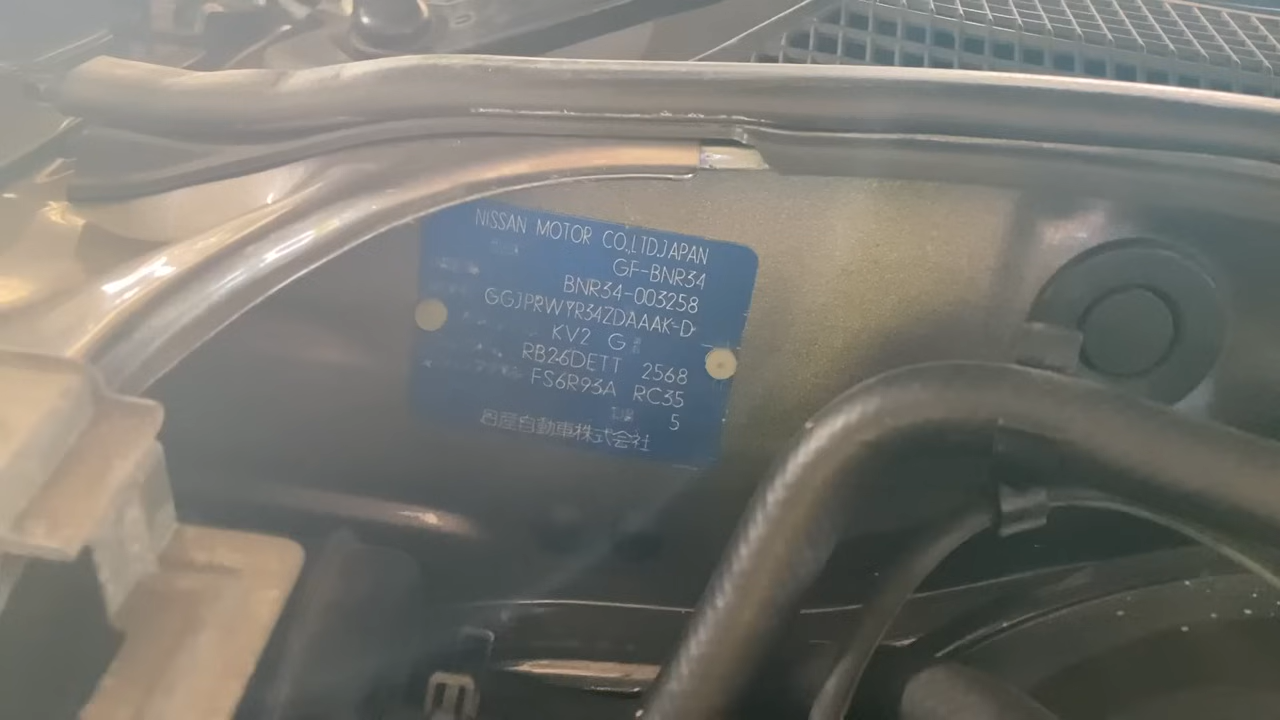 NISSAN MOTOR CO.,LTD.JAPAN
GF-BNR34
BNR34-003258
GGJPRWYR34ZDAAAK-D
KV2 G
RB26DETT 2568
FS6R93A RC35
5
日産自動車株式会社